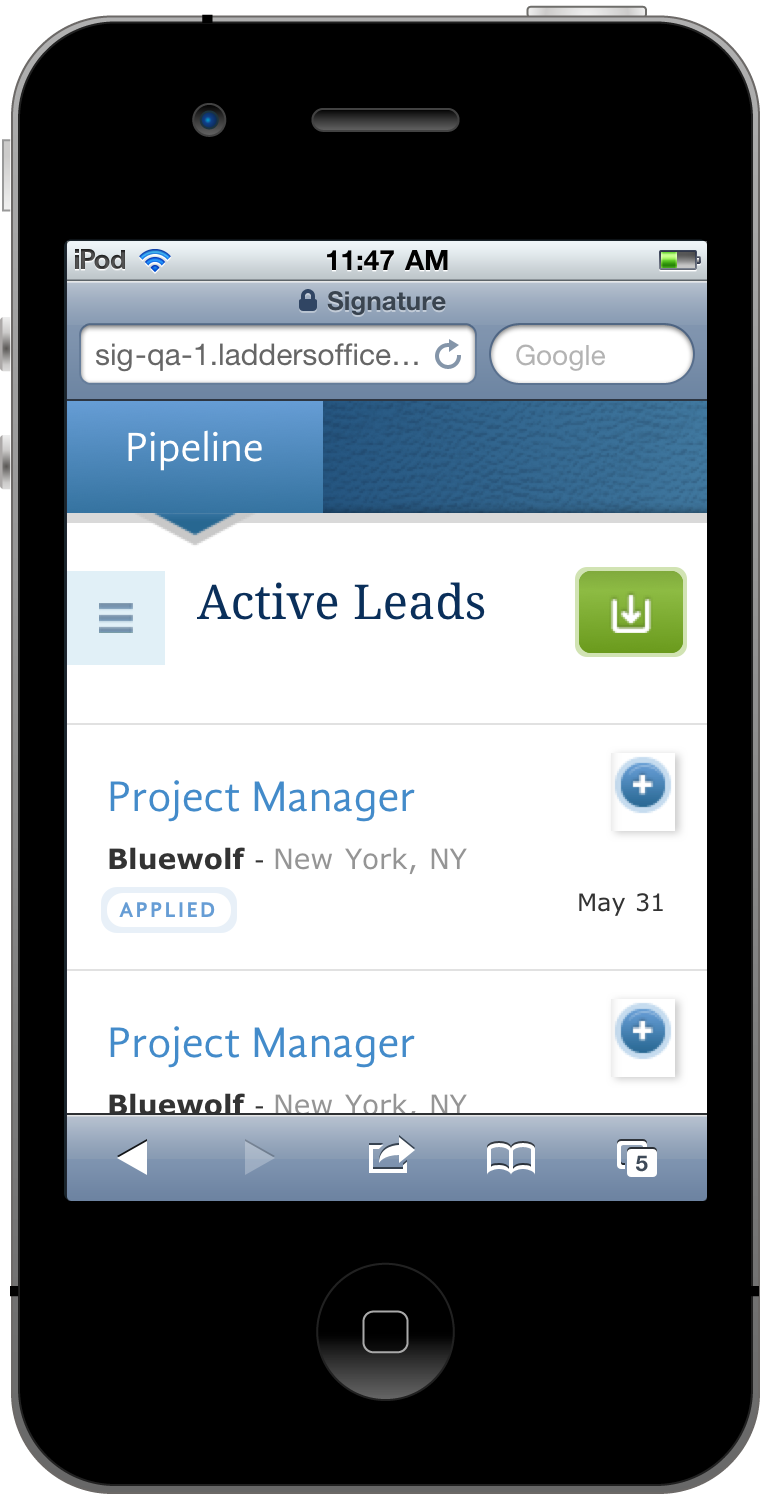 iPod 11:47 AM
Signature
sig-qa-1.laddersoffice... Google
Pipeline
Active Leads
Project Manager
Bluewolf - New York, NY
APPLIED May 31
Project Manager
Bluewolf - New York, NY
5